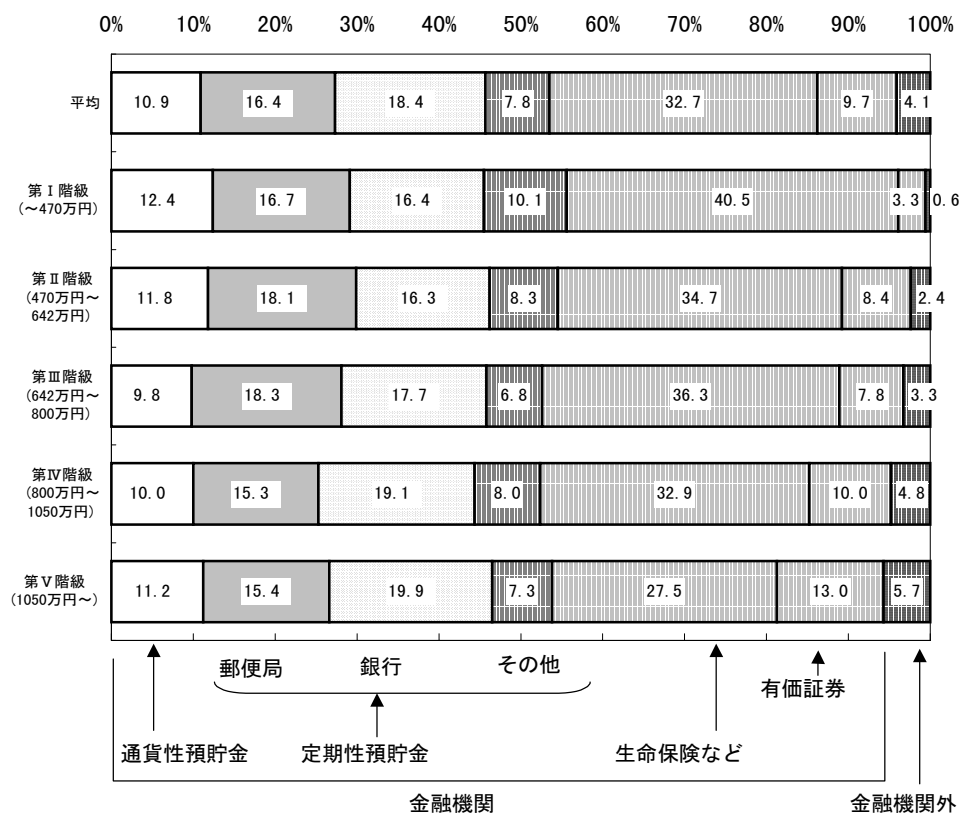 0% 10% 20% 30% 40% 50% 60% 70% 80% 90% 100%
平均 10.9 16.4 18.4 7.8 32.7 9.7 4.1
第Ⅰ階級
(～470万円)
12.4 16.7 16.4 10.1 40.5 3.3 0.6
第Ⅱ階級
(470万円～
642万円)
11.8 18.1 16.3 8.3 34.7 8.4 2.4
第Ⅲ階級
(642万円～
800万円)
9.8 18.3 17.7 6.8 36.3 7.8 3.3
第Ⅳ階級
(800万円～
1050万円)
10.0 15.3 19.1 8.0 32.9 10.0 4.8
第Ⅴ階級
(1050万円～)
11.2 15.4 19.9 7.3 27.5 13.0 5.7
郵便局 銀行 その他
有価証券
通貨性預貯金 定期性預貯金 生命保険など
金融機関 金融機関外